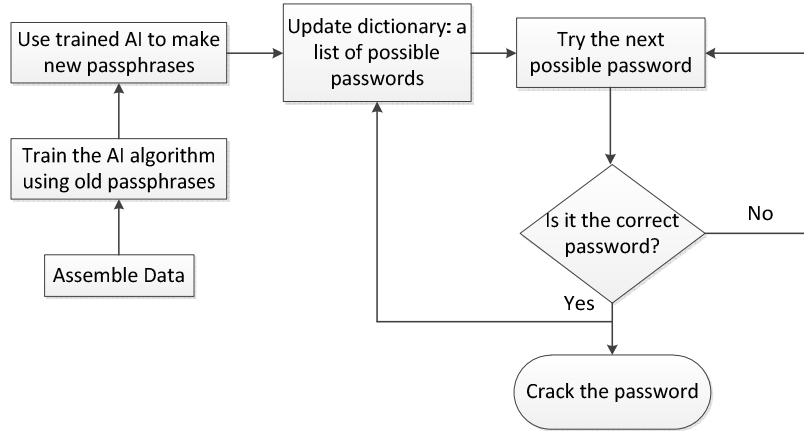 Use trained AI to make
new passphrases
Update dictionary: a
list of possible
passwords
Try the next
possible password
Train the AI algorithm
using old passphrases
Is it the correct
password?
No
Assemble Data
Yes
Crack the password